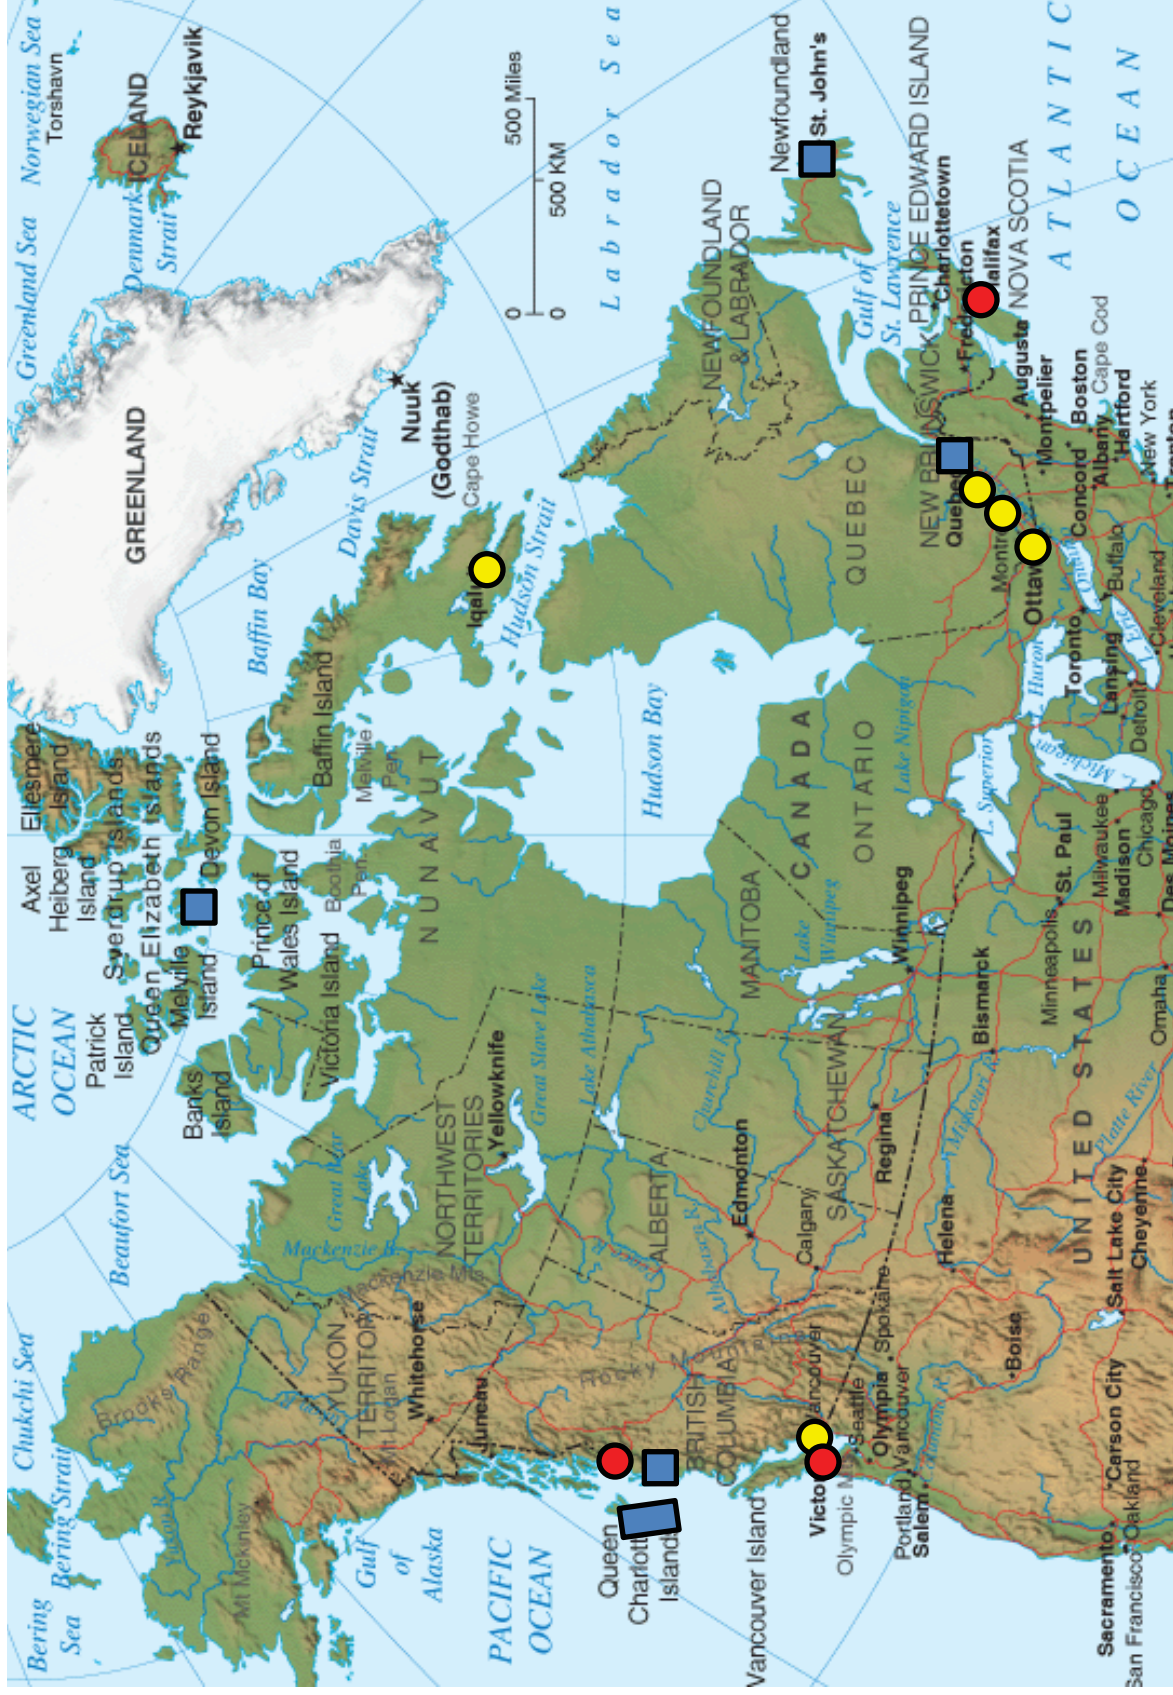 Norwegian Sea
Torshavn
Greenland Sea
ICELAND
Reykjavik
Denmark
Strait
GREENLAND
Nuuk
(Godthab)
Cape Howe
Davis Strait
Baffin Bay
Hudson Strait
Baffin Island
Melville
Pen.
Ellesmere
Island
Axel
Heiberg
Island
Sverdrup Islands
Queen Elizabeth Islands
Devon Island
Melville
Island
Prince of
Wales Island
Boothia
Pen.
Victoria Island
Patrick
Island
Banks
Island
ARCTIC
OCEAN
Beaufort Sea
Chukchi Sea
Bering Strait
Bering
Sea
500 Miles
500 KM
0
0
Labrador Sea
Newfoundland
St. John's
NEWFOUNDLAND
& LABRADOR
Gulf of
St. Lawrence
PRINCE EDWARD ISLAND
Charlottetown
NOVA SCOTIA
NEW BRUNSWICK
ATLANTIC
OCEAN
Augusta
Montpelier
Boston
Cape Cod
Concord
Albany
Hartford
New York
Buffalo
Cleveland
QUEBEC
Toronto
Lansing
Detroit
L. Erie
Huron
L. Michigan
L. Superior
Lake Nipigon
Hudson Bay
NUNAVUT
CANADA
ONTARIO
MANITOBA
Lake
Winnipeg
Winnipeg
St. Paul
Minneapolis
Milwaukee
Madison
Chicago
Des Moines
Omaha
Bismarck
UNITED STATES
Missouri R.
Platte River
SASKATCHEWAN
Regina
Churchill R.
Lake Athabasca
Great Slave Lake
Yellowknife
NORTHWEST
TERRITORIES
Great Bear
Lake
Mackenzie R.
Mackenzie Mts
ALBERTA
Athabasca R.
Edmonton
Calgary
Helena
Salt Lake City
Cheyenne
Boise
Spokane
Rocky Mountains
BRITISH
COLUMBIA
YUKON
TERRITORY
Logan
Whitehorse
Juneau
Brooks Range
Yukon R.
Yukon R.
Mt Mckinley
Gulf
of
Alaska
PACIFIC
OCEAN
Queen
Islands
Vancouver Island
Seattle
Olympia
Vancouver
Portland
Salem
Columbia R.
Carson City
Sacramento
Oakland
San Francisco